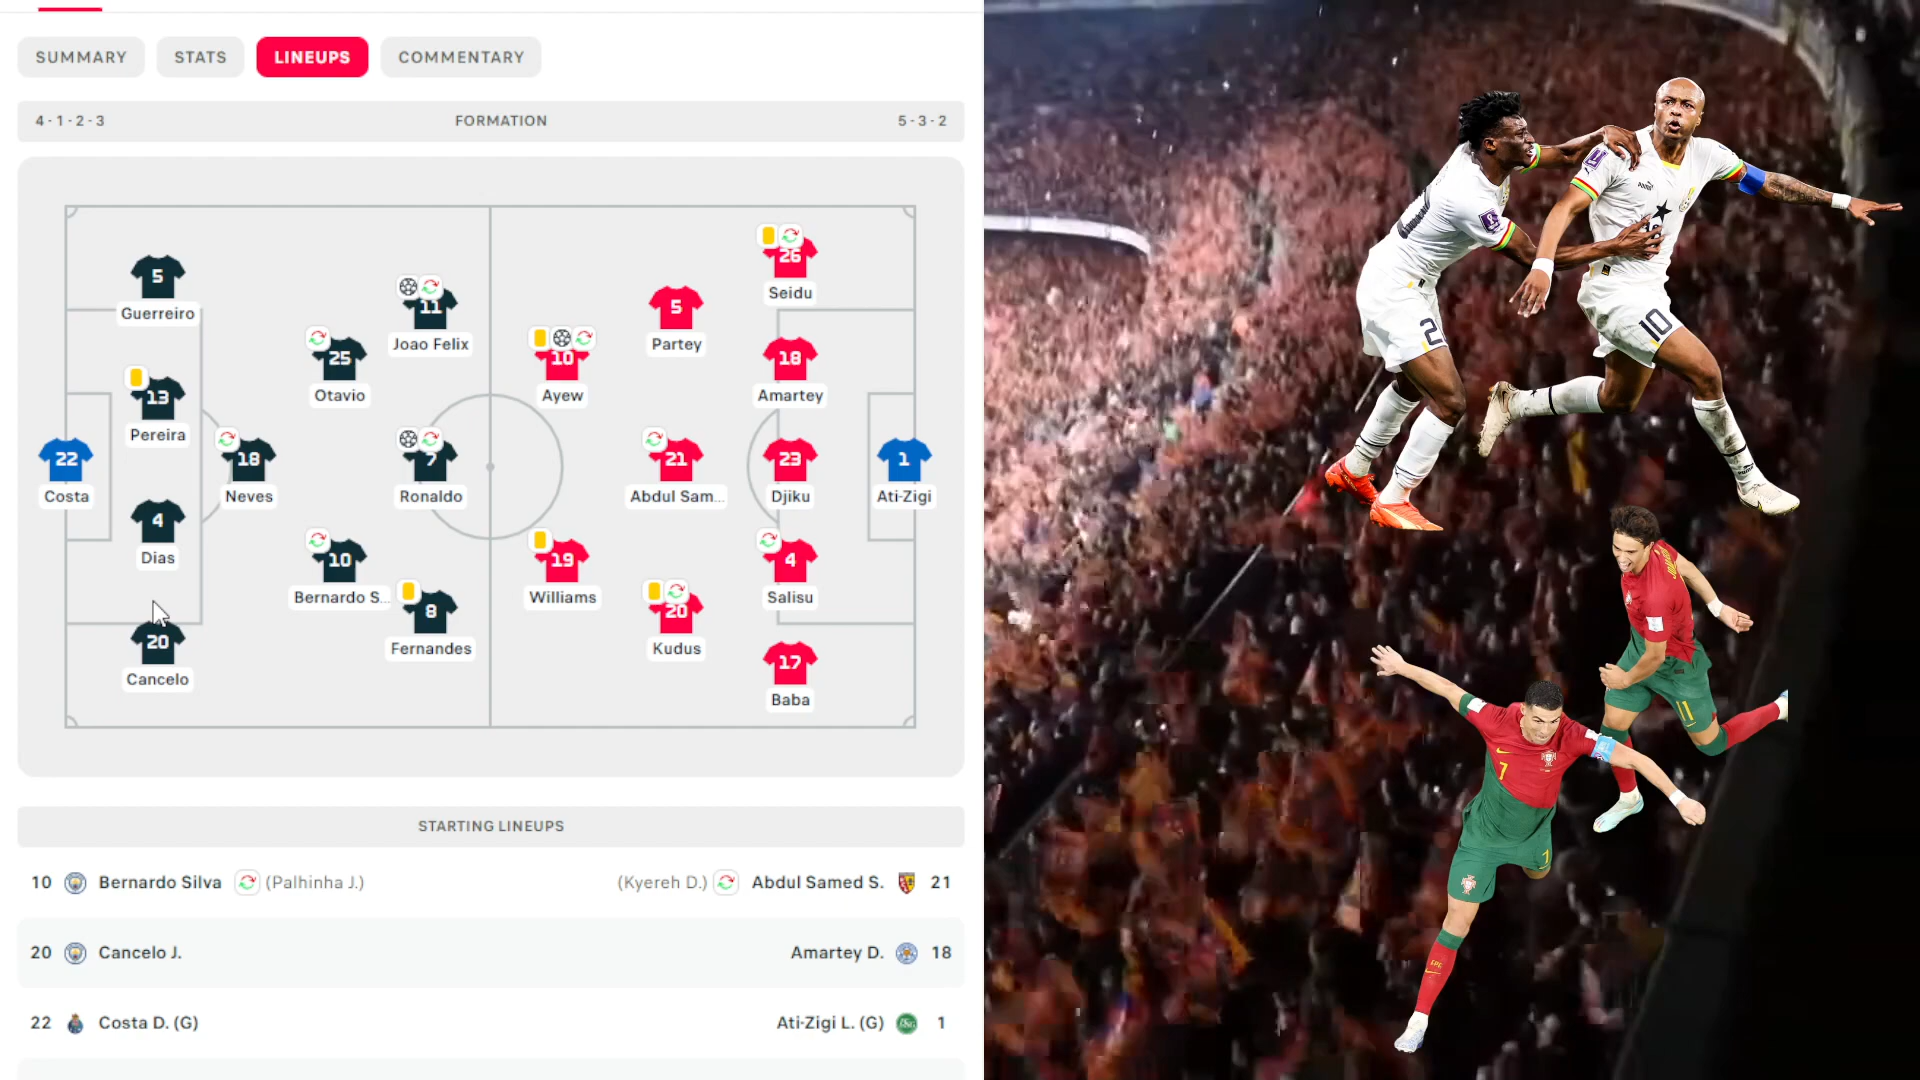 SUMMARY STATS LINEUPS COMMENTARY
4 - 1 - 2 - 3 FORMATION 5 - 3 - 2
26
Seidu
5
Guerreiro
11
Joao Felix
5
Partey
25
Otavio
10
Ayew
18
Amartey
13
Pereira
22
Costa
18
Neves
7
Ronaldo
21
Abdul Sam...
23
Djiku
1
Ati-Zigi
4
Dias
10
Bernardo S...
19
Williams
4
Salisu
8
Fernandes
20
Kudus
20
Cancelo
17
Baba
STARTING LINEUPS
10 Bernardo Silva (Palhinha J.) (Kyereh D.) Abdul Samed S. 21
20 Cancelo J. Amartey D. 18
22 Costa D. (G) Ati-Zigi L. (G) 1
2
10
11
7
7